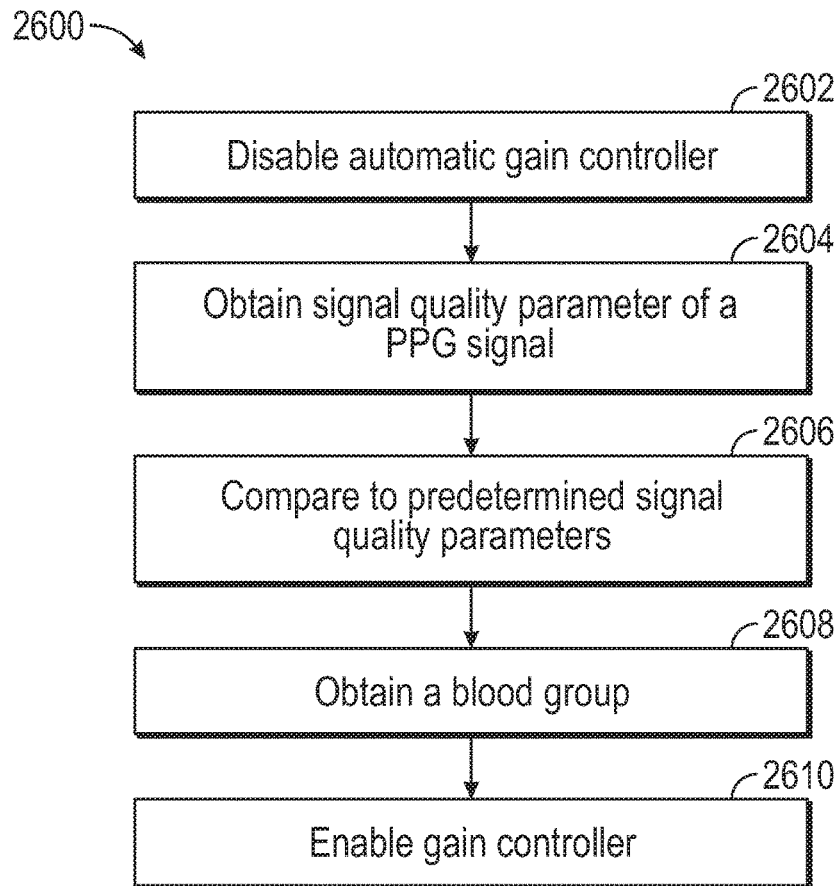 2600
2602
Disable automatic gain controller
2604
Obtain signal quality parameter of a
PPG signal
2606
Compare to predetermined signal
quality parameters
2608
Obtain a blood group
2610
Enable gain controller